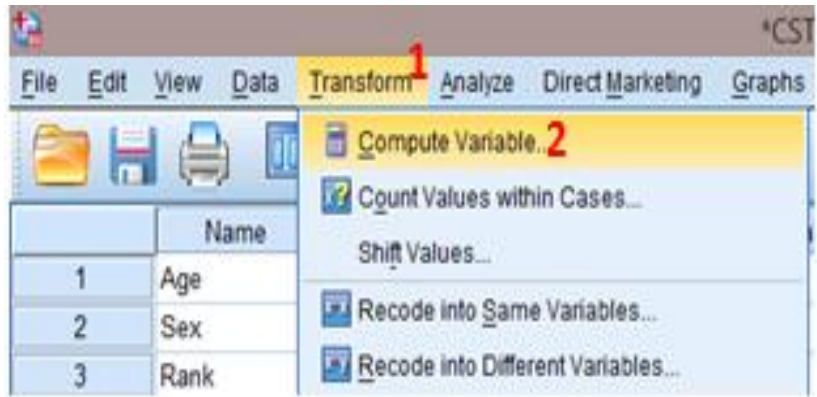 *CST
1
File Edit View Data Transform Analyze Direct Marketing Graphs
Compute Variable... 2
Count Values within Cases...
Name
Shift Values...
1 Age
Recode into Same Variables...
2 Sex
Recode into Different Variables...
3 Rank